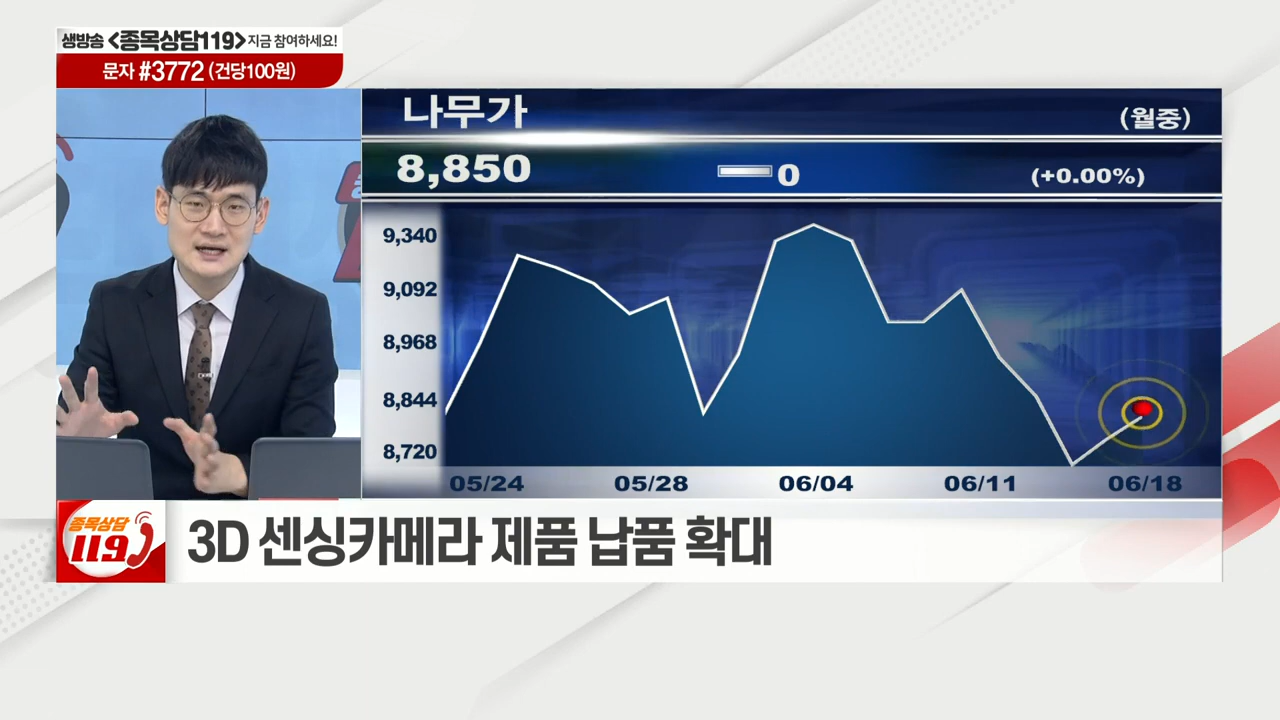 생방송 <종목상담119> 지금 참여하세요!
문자 #3772 (건당100원)
나무가
(월중)
8,850
0
(+0.00%)
9,340
9,092
8,968
8,844
8,720
05/24
05/28
06/04
06/11
06/18
종목상담
119
3D 센싱카메라 제품 납품 확대